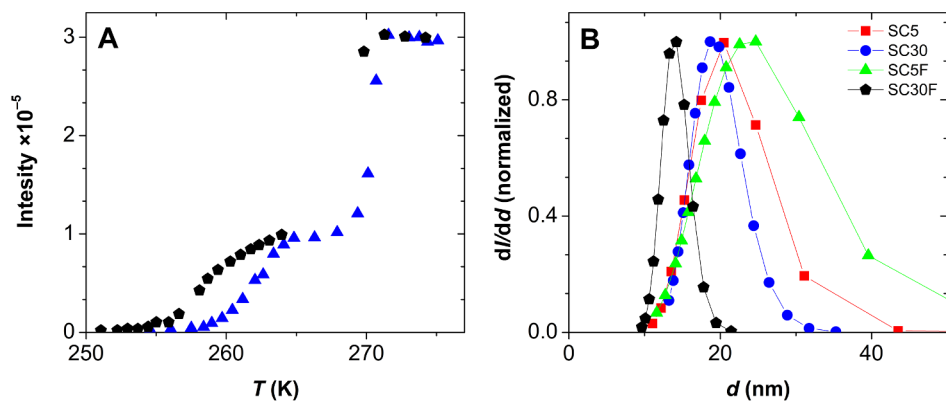 A
Intesity ×10⁻⁵
3
2
1
0
250
260
270
T (K)
B
SC5
SC30
SC5F
SC30F
dI/dd (normalized)
0.8
0.4
0.0
0
20
40
d (nm)